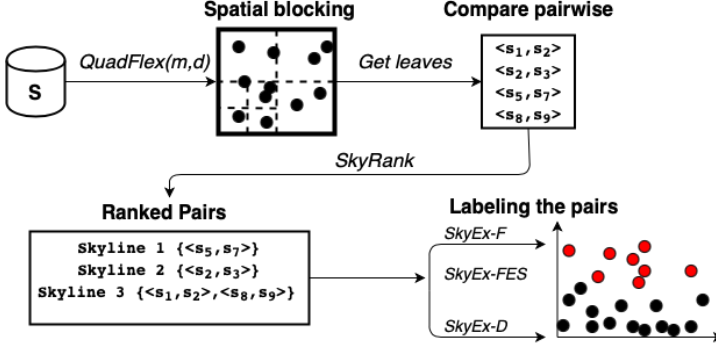 Spatial blocking
Compare pairwise
S
QuadFlex(m,d)
Get leaves
<s₁,s₂>
<s₂,s₃>
<s₅,s₇>
<s₈,s₉>
SkyRank
Ranked Pairs
Skyline 1 {<s₅,s₇>}
Skyline 2 {<s₂,s₃>}
Skyline 3 {<s₁,s₂>,<s₈,s₉>}
Labeling the pairs
SkyEx-F
SkyEx-FES
SkyEx-D